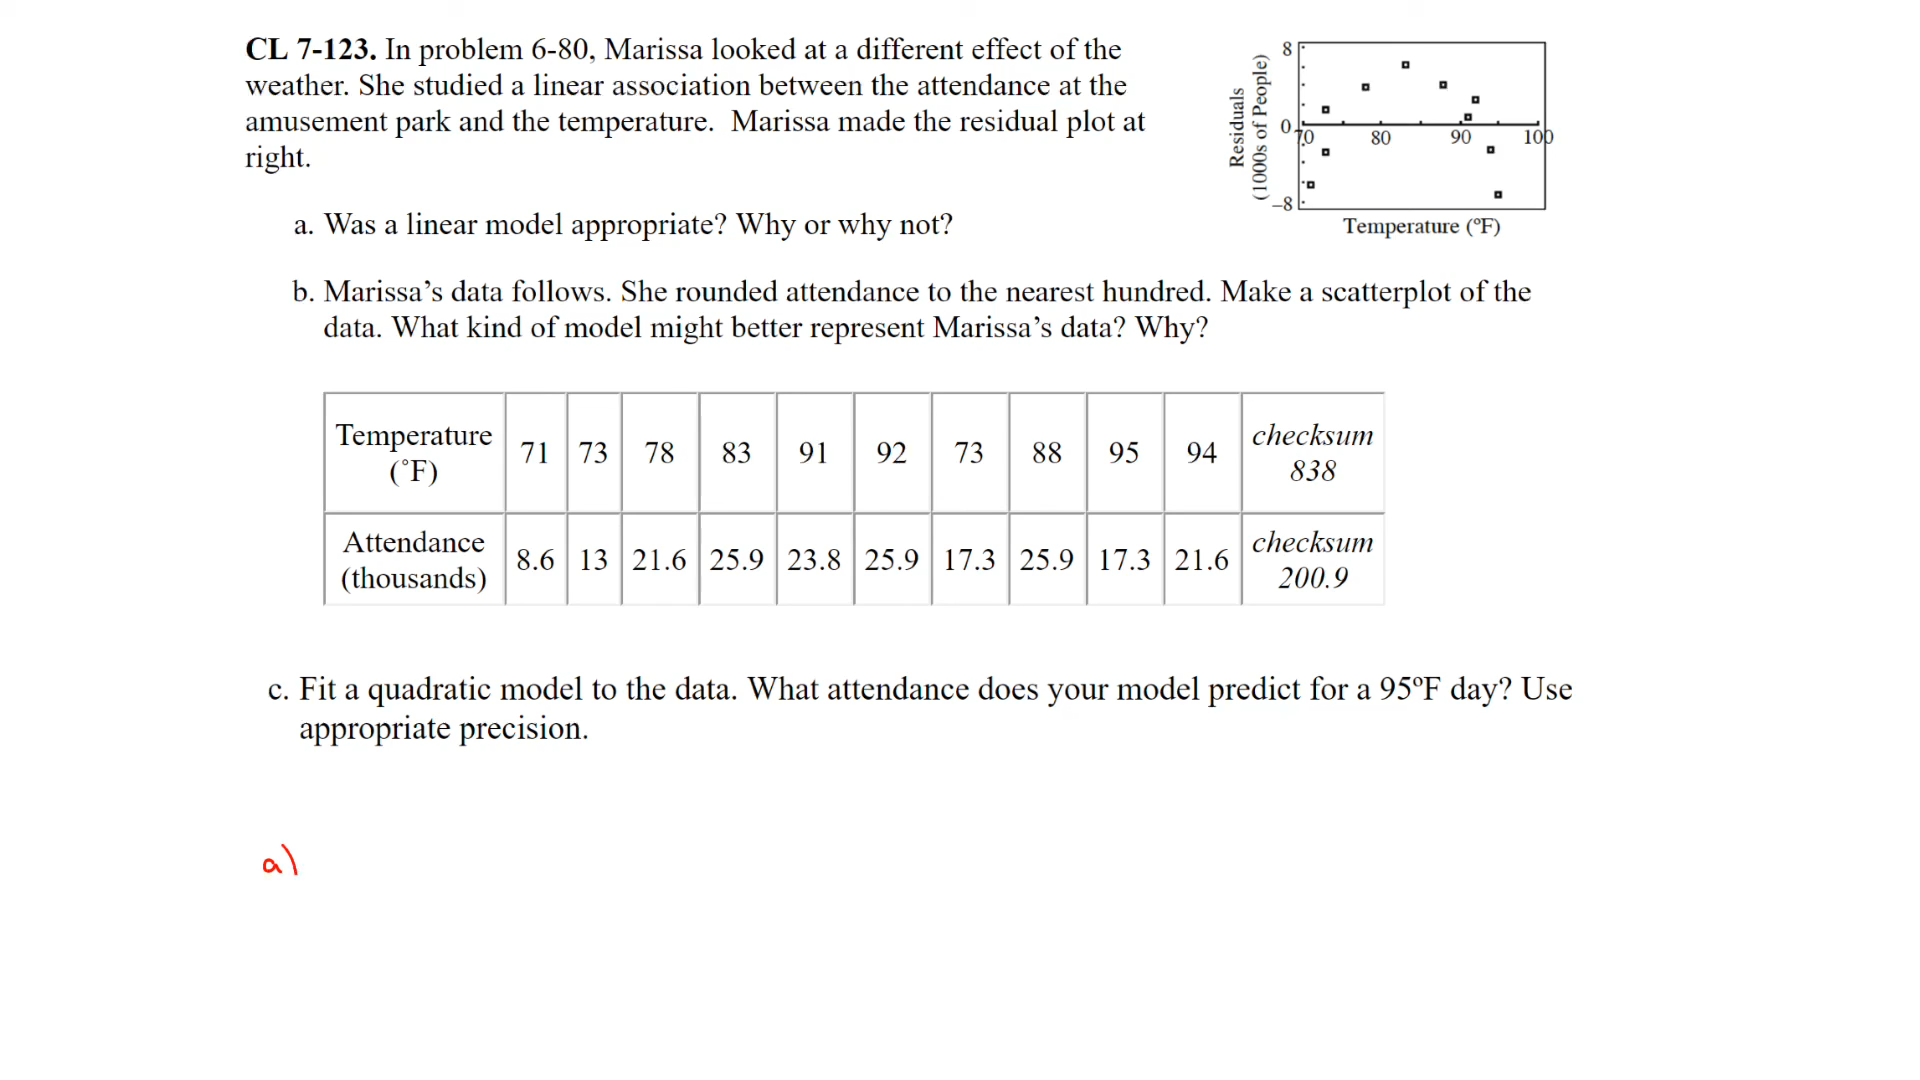 CL 7-123. In problem 6-80, Marissa looked at a different effect of the
weather. She studied a linear association between the attendance at the
amusement park and the temperature.  Marissa made the residual plot at
right.
8
0
–8
70
80
90
100
Residuals
(1000s of People)
Temperature (ºF)
a. Was a linear model appropriate? Why or why not?
b. Marissa’s data follows. She rounded attendance to the nearest hundred. Make a scatterplot of the
data. What kind of model might better represent Marissa’s data? Why?
Temperature (˚F) 71 73 78 83 91 92 73 88 95 94 checksum 838
Attendance (thousands) 8.6 13 21.6 25.9 23.8 25.9 17.3 25.9 17.3 21.6 checksum 200.9
c. Fit a quadratic model to the data. What attendance does your model predict for a 95ºF day? Use
appropriate precision.
a)